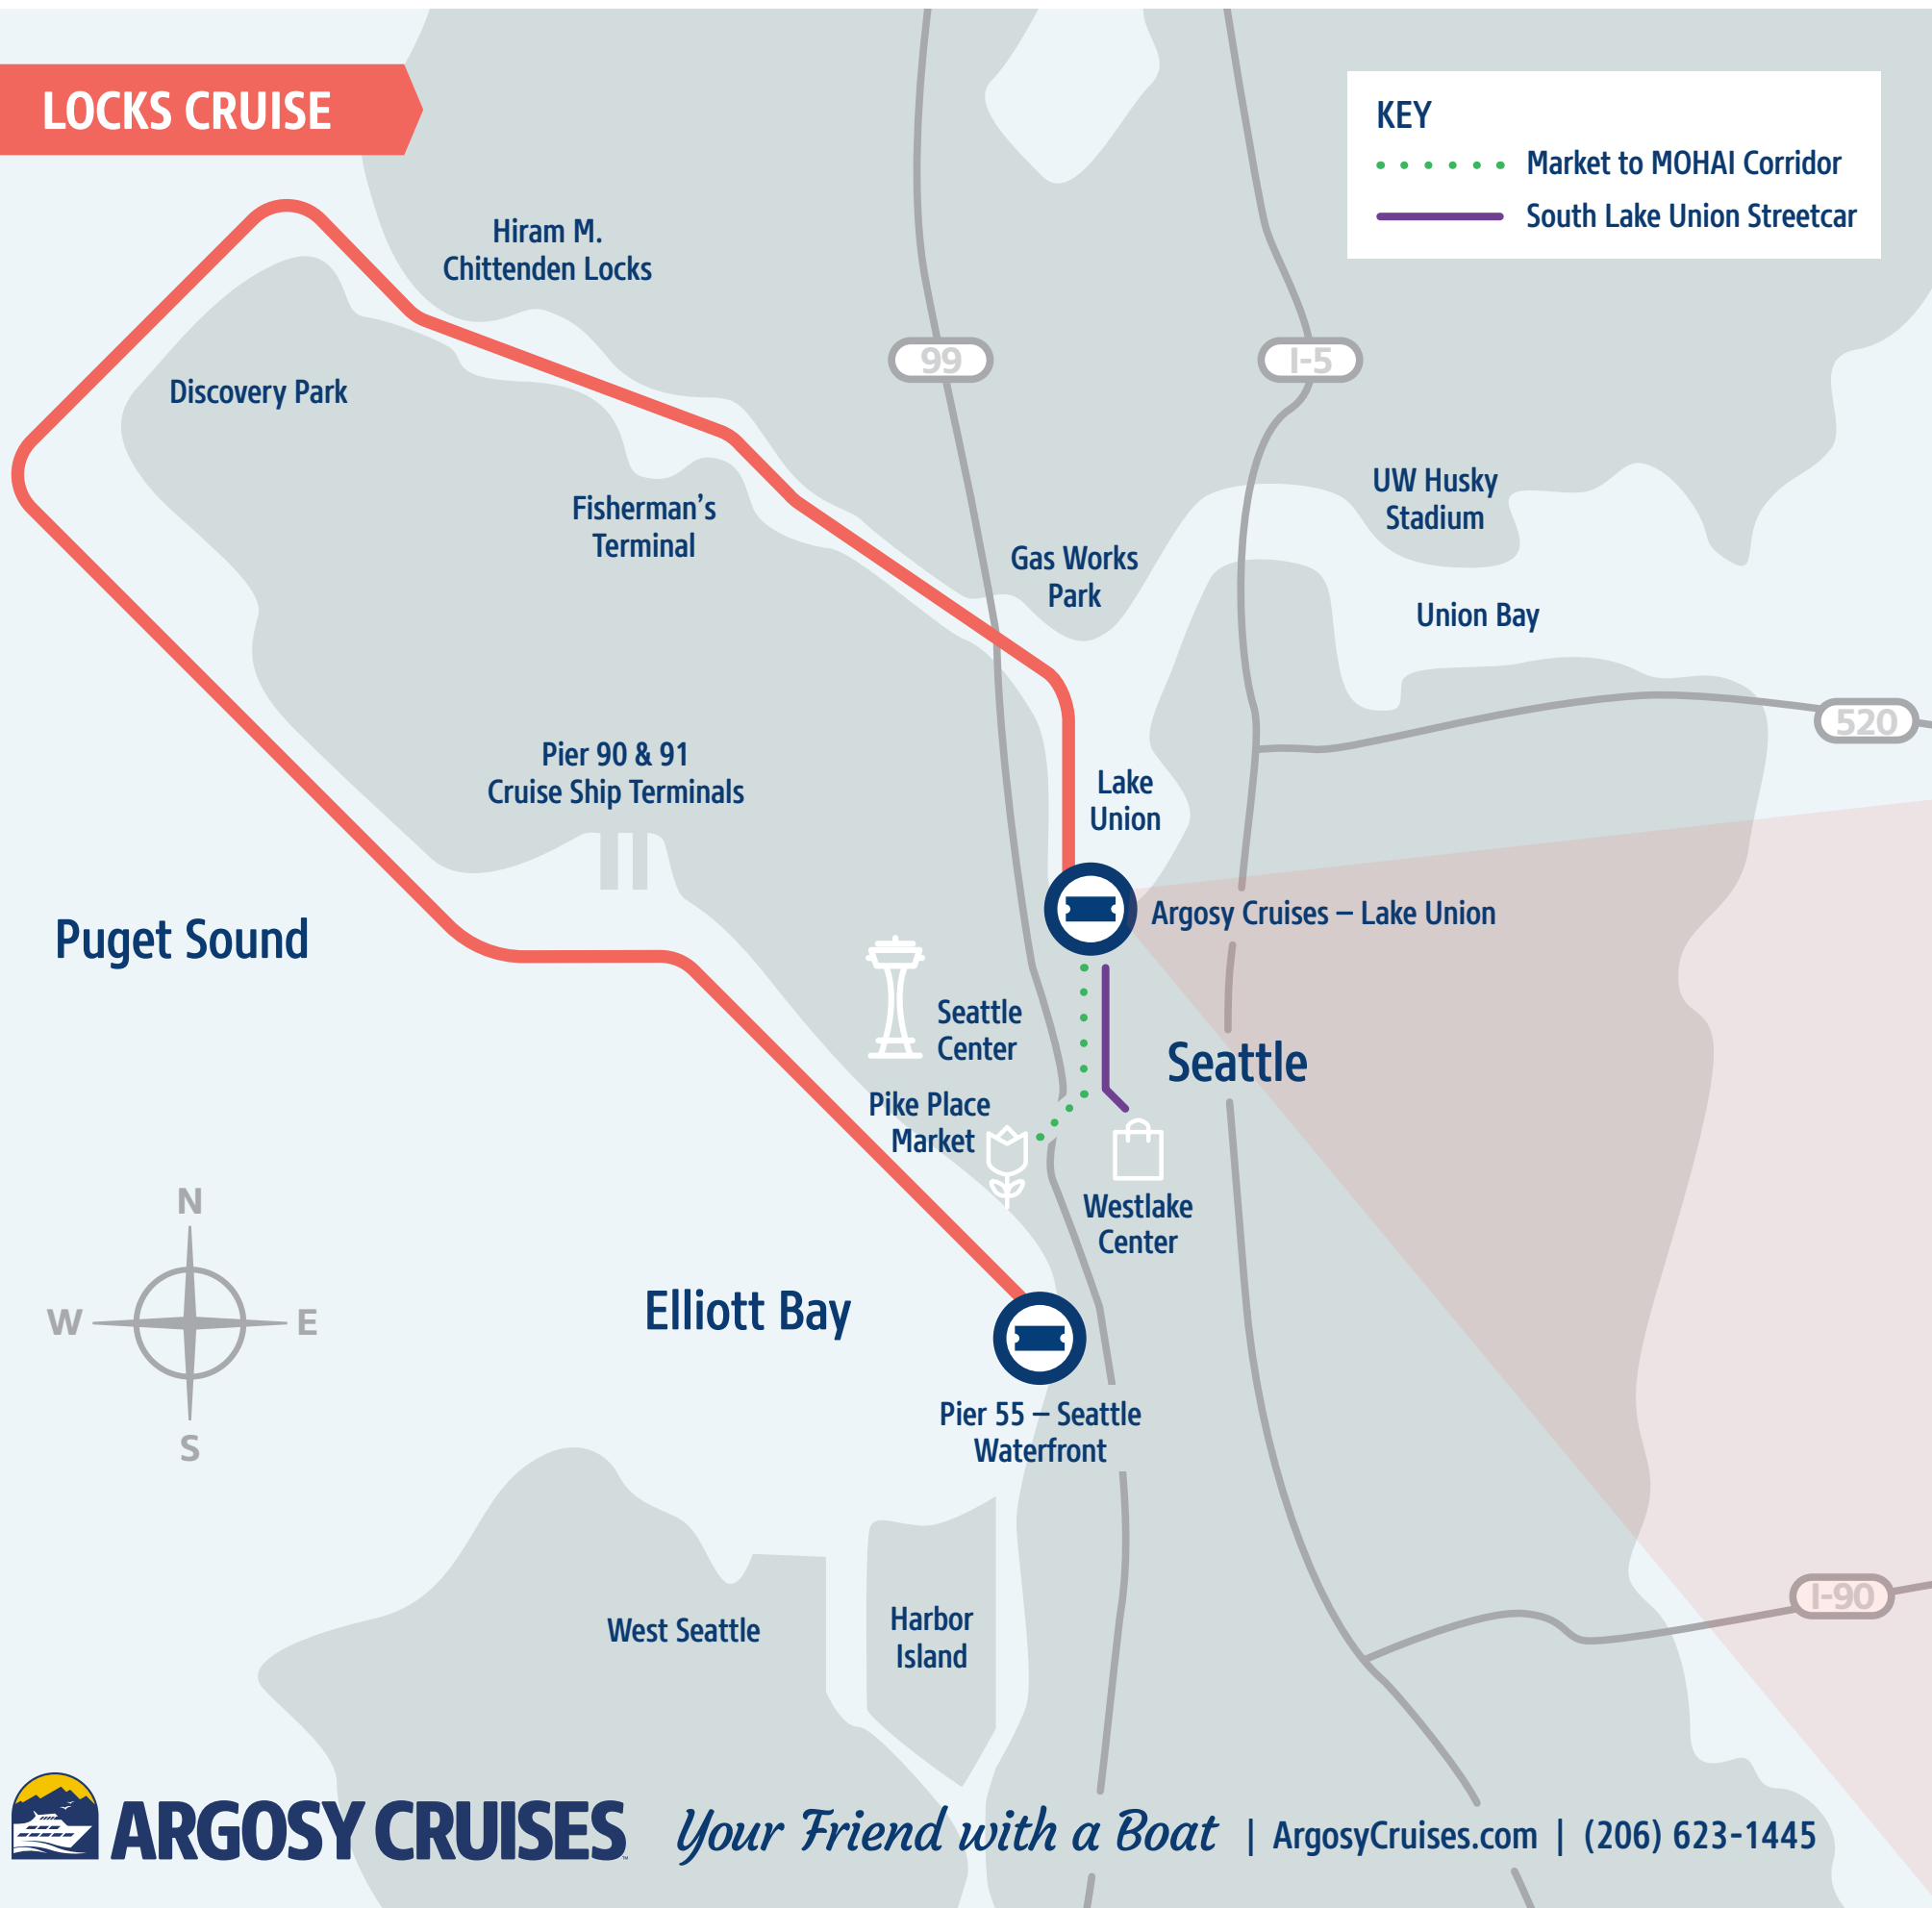 LOCKS CRUISE
KEY
Market to MOHAI Corridor
South Lake Union Streetcar
Hiram M.
Chittenden Locks
99
I-5
Discovery Park
UW Husky
Stadium
Fisherman's
Terminal
Gas Works
Park
Union Bay
520
Pier 90 & 91
Cruise Ship Terminals
Lake
Union
Puget Sound
Argosy Cruises – Lake Union
Seattle
Center
Seattle
Pike Place
Market
Westlake
Center
N
W
E
S
Elliott Bay
Pier 55 – Seattle
Waterfront
I-90
West Seattle
Harbor
Island
ARGOSY CRUISES™ Your Friend with a Boat | ArgosyCruises.com | (206) 623-1445